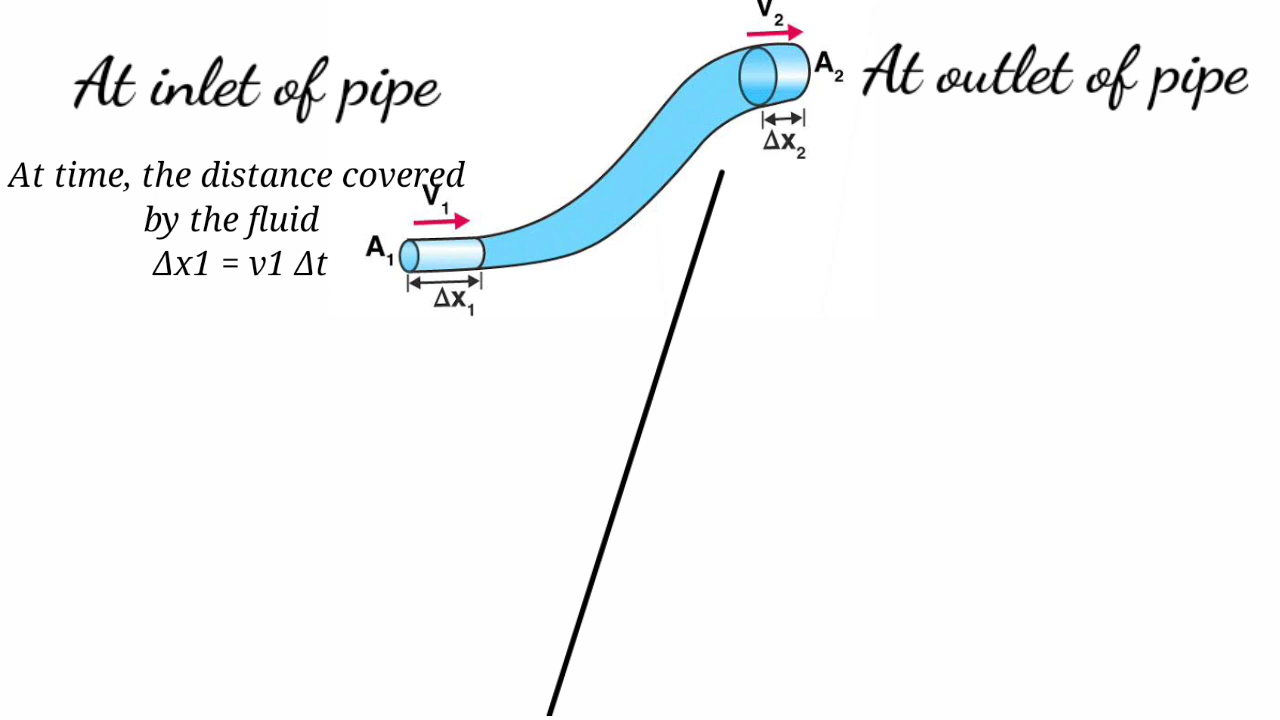 At inlet of pipe
At time, the distance covered
by the fluid
Δx1 = v1 Δt
V₁
A₁
Δx₁
V₂
A₂
Δx₂
At outlet of pipe